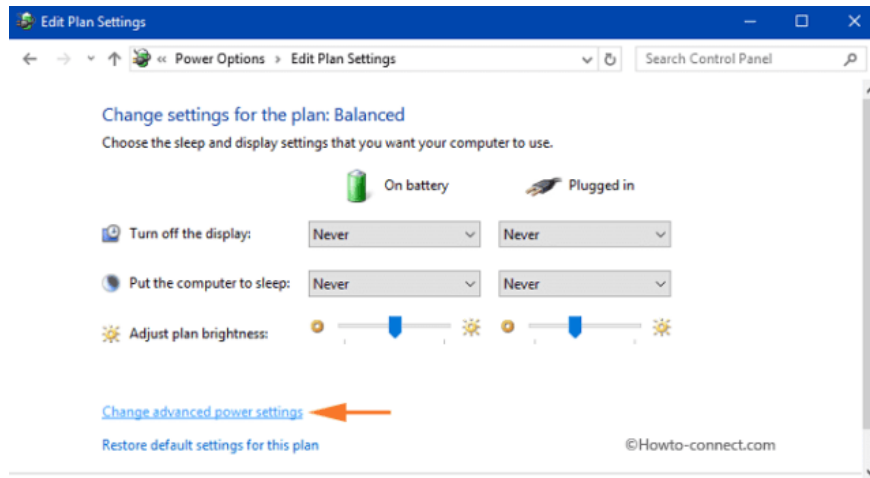 Edit Plan Settings
« Power Options › Edit Plan Settings
Search Control Panel
Change settings for the plan: Balanced
Choose the sleep and display settings that you want your computer to use.
On battery Plugged in
Turn off the display: Never Never
Put the computer to sleep: Never Never
Adjust plan brightness:
Change advanced power settings
Restore default settings for this plan
©Howto-connect.com